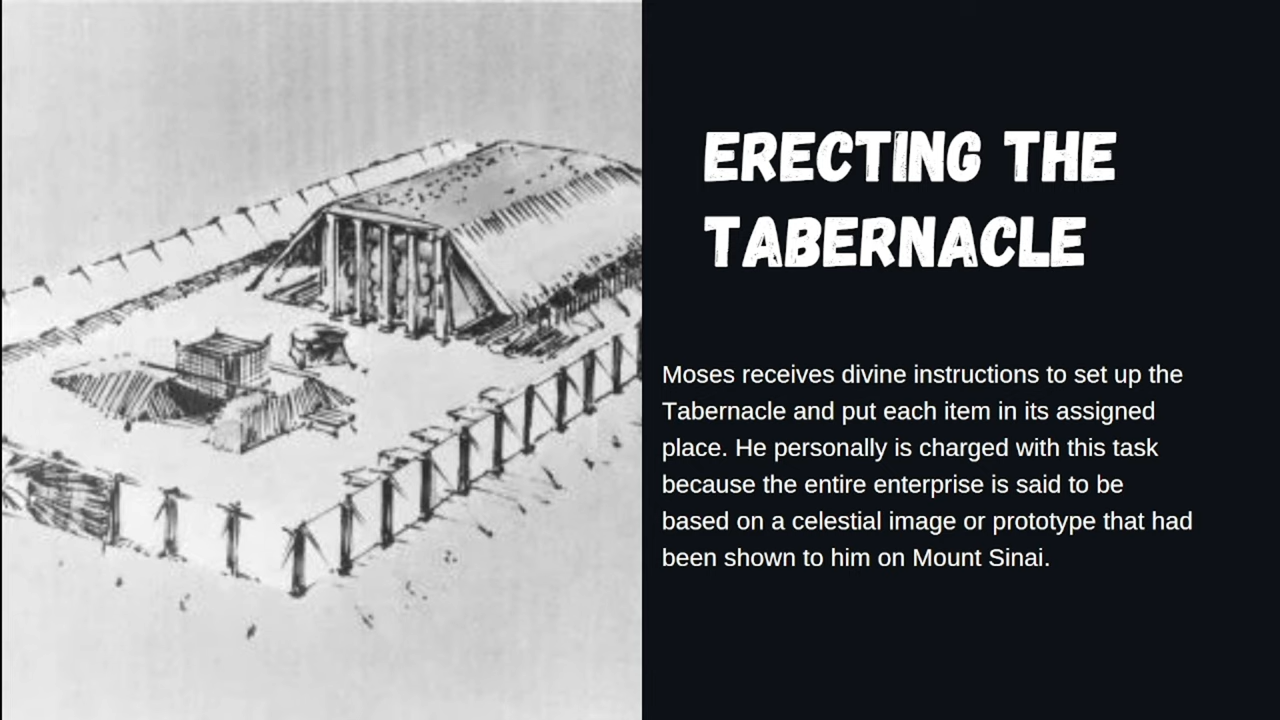 ERECTING THE
TABERNACLE
Moses receives divine instructions to set up the
Tabernacle and put each item in its assigned
place. He personally is charged with this task
because the entire enterprise is said to be
based on a celestial image or prototype that had
been shown to him on Mount Sinai.